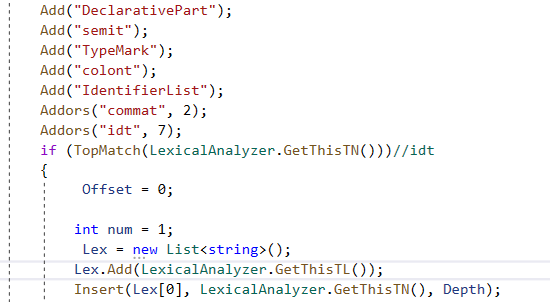 Add("DeclarativePart");
Add("semit");
Add("TypeMark");
Add("colont");
Add("IdentifierList");
Addors("commat", 2);
Addors("idt", 7);
if (TopMatch(LexicalAnalyzer.GetThisTN()))//idt
{
Offset = 0;
int num = 1;
Lex = new List<string>();
Lex.Add(LexicalAnalyzer.GetThisTL());
Insert(Lex[0], LexicalAnalyzer.GetThisTN(), Depth);